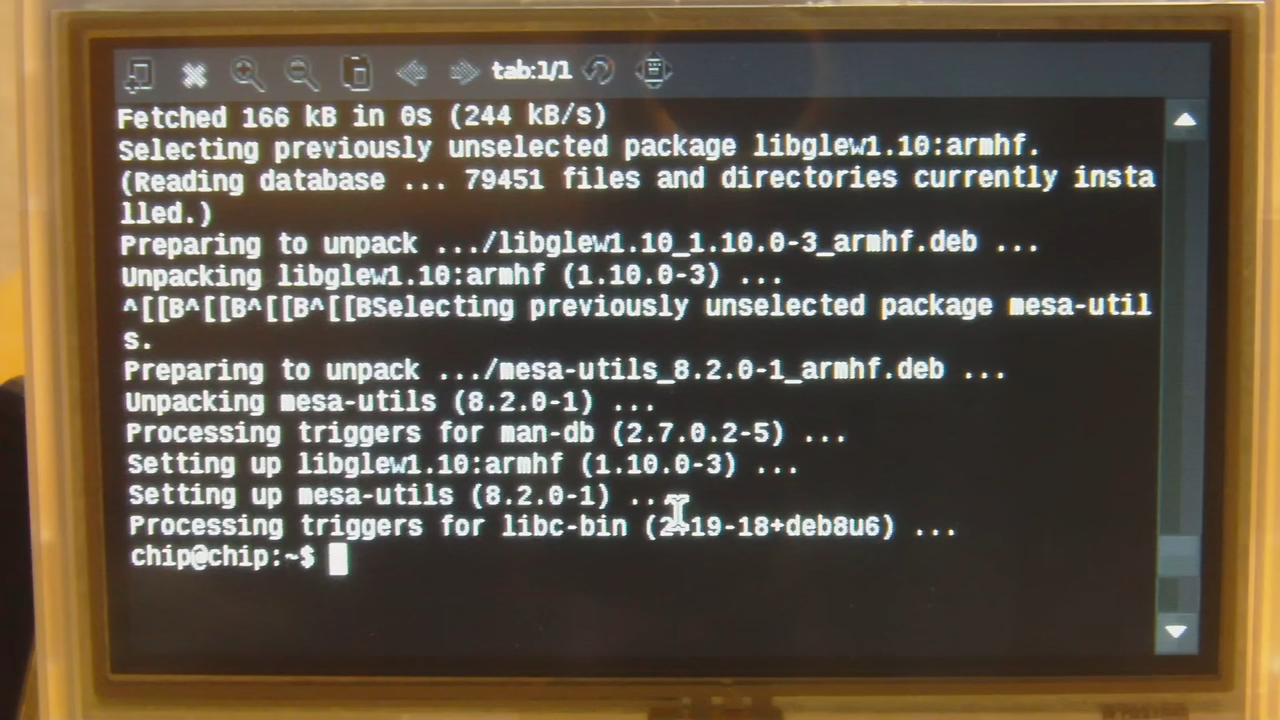 tab:1/1
Fetched 166 kB in 0s (244 kB/s)
Selecting previously unselected package libglew1.10:armhf.
(Reading database ... 79451 files and directories currently insta
lled.)
Preparing to unpack .../libglew1.10_1.10.0-3_armhf.deb ...
Unpacking libglew1.10:armhf (1.10.0-3) ...
^[[B^[[B^[[B^[[BSelecting previously unselected package mesa-util
s.
Preparing to unpack .../mesa-utils_8.2.0-1_armhf.deb ...
Unpacking mesa-utils (8.2.0-1) ...
Processing triggers for man-db (2.7.0.2-5) ...
Setting up libglew1.10:armhf (1.10.0-3) ...
Setting up mesa-utils (8.2.0-1) ...
Processing triggers for libc-bin (2.19-18+deb8u6) ...
chip@chip:~$